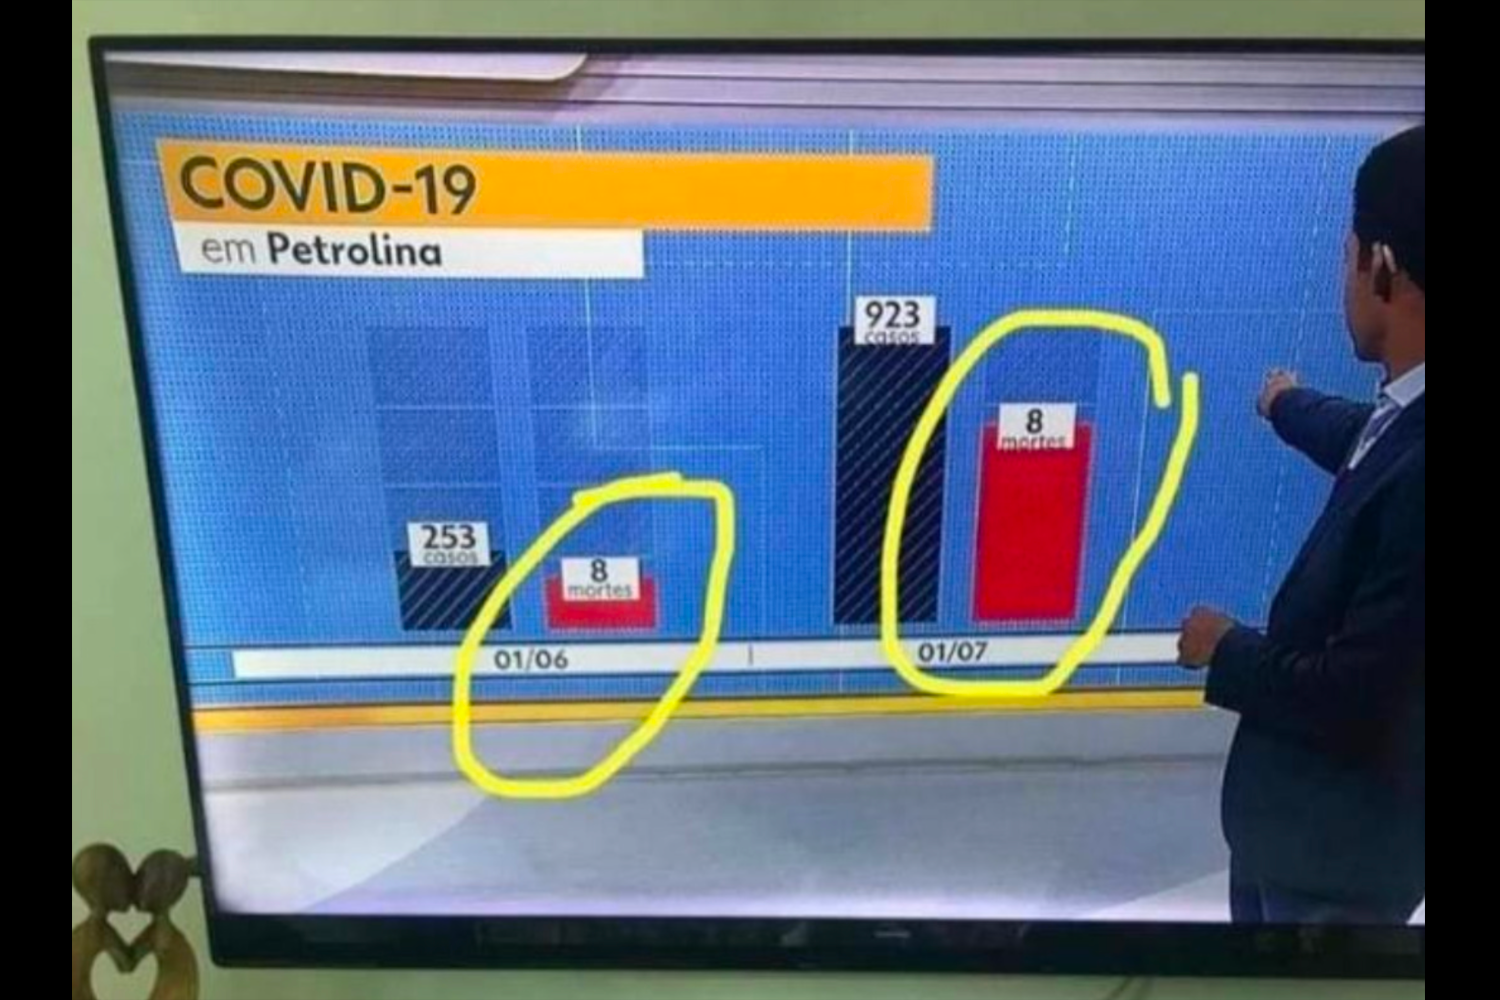 COVID-19
em Petrolina
923
casos
8
mortes
253
casos
8
mortes
01/06
01/07